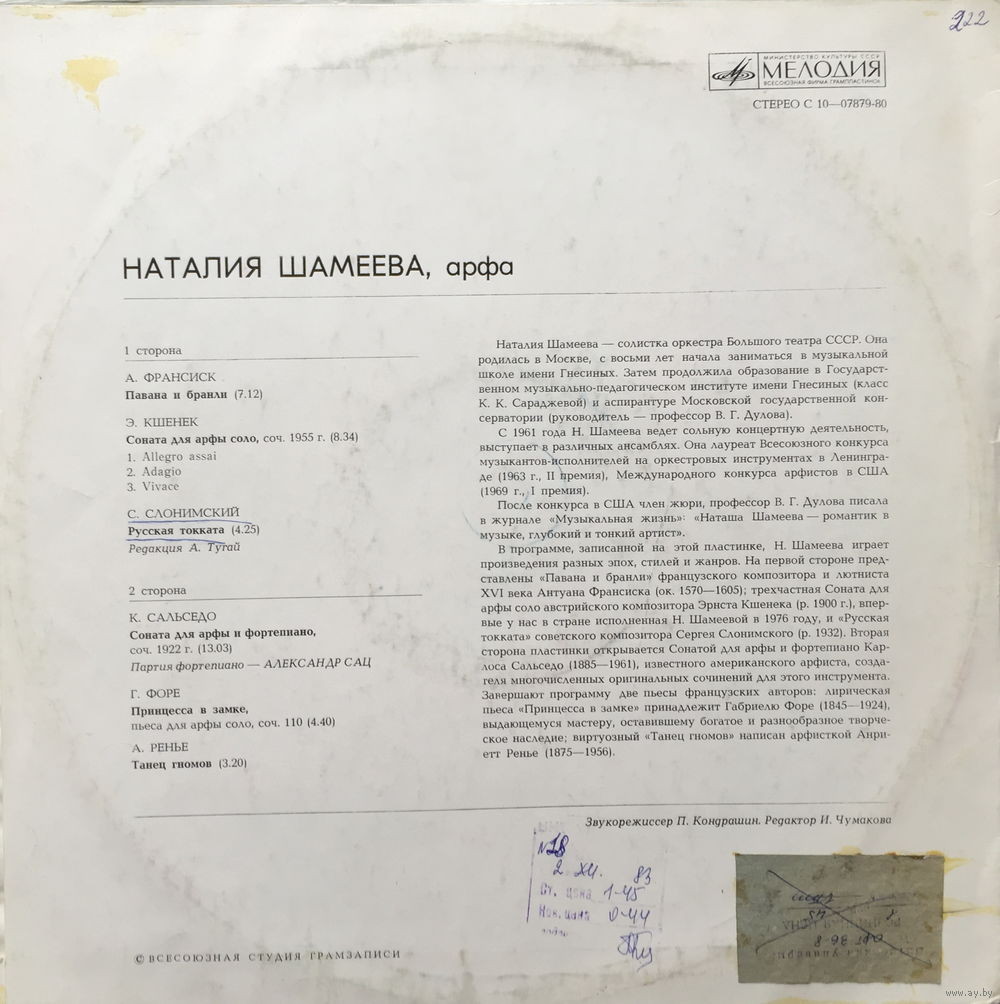 222
МИНИСТЕРСТВО КУЛЬТУРЫ СССР
МЕЛОДИЯ
ВСЕСОЮЗНАЯ ФИРМА ГРАМПЛАСТИНОК
СТЕРЕО С 10—07879-80
НАТАЛИЯ ШАМЕЕВА, арфа
1 сторона
А. ФРАНСИСК
Павана и бранли (7.12)
Э. КШЕНЕК
Соната для арфы соло, соч. 1955 г. (8.34)
1. Allegro assai
2. Adagio
3. Vivace
С. СЛОНИМСКИЙ
Русская токката (4.25)
Редакция А. Тугай
2 сторона
К. САЛЬСЕДО
Соната для арфы и фортепиано,
соч. 1922 г. (13.03)
Партия фортепиано — АЛЕКСАНДР САЦ
Г. ФОРЕ
Принцесса в замке,
пьеса для арфы соло, соч. 110 (4.40)
А. РЕНЬЕ
Танец гномов (3.20)
Наталия Шамеева — солистка оркестра Большого театра СССР. Она
родилась в Москве, с восьми лет начала заниматься в музыкальной
школе имени Гнесиных. Затем продолжила образование в Государст-
венном музыкально-педагогическом институте имени Гнесиных (класс
К. К. Сараджевой) и аспирантуре Московской государственной кон-
серватории (руководитель — профессор В. Г. Дулова).
С 1961 года Н. Шамеева ведет сольную концертную деятельность,
выступает в различных ансамблях. Она лауреат Всесоюзного конкурса
музыкантов-исполнителей на оркестровых инструментах в Ленингра-
де (1963 г., II премия), Международного конкурса арфистов в США
(1969 г., I премия).
После конкурса в США член жюри, профессор В. Г. Дулова писала
в журнале «Музыкальная жизнь»: «Наташа Шамеева — романтик в
музыке, глубокий и тонкий артист».
В программе, записанной на этой пластинке, Н. Шамеева играет
произведения разных эпох, стилей и жанров. На первой стороне пред-
ставлены «Павана и бранли» французского композитора и лютниста
XVI века Антуана Франсиска (ок. 1570—1605); трехчастная Соната для
арфы соло австрийского композитора Эрнста Кшенека (р. 1900 г.), впер-
вые у нас в стране исполненная Н. Шамеевой в 1976 году, и «Русская
токката» советского композитора Сергея Слонимского (р. 1932). Вторая
сторона пластинки открывается Сонатой для арфы и фортепиано Кар-
лоса Сальседо (1885—1961), известного американского арфиста, созда-
теля многочисленных оригинальных сочинений для этого инструмента.
Завершают программу две пьесы французских авторов: лирическая
пьеса «Принцесса в замке» принадлежит Габриелю Форе (1845—1924),
выдающемуся мастеру, оставившему богатое и разнообразное творче-
ское наследие; виртуозный «Танец гномов» написан арфисткой Анри-
етт Ренье (1875—1956).
Звукорежиссер П. Кондрашин. Редактор И. Чумакова
2 XII. 83
Ст. цена 1-45
Нов. цена 0-44
© ВСЕСОЮЗНАЯ СТУДИЯ ГРАМЗАПИСИ
www.ay.by